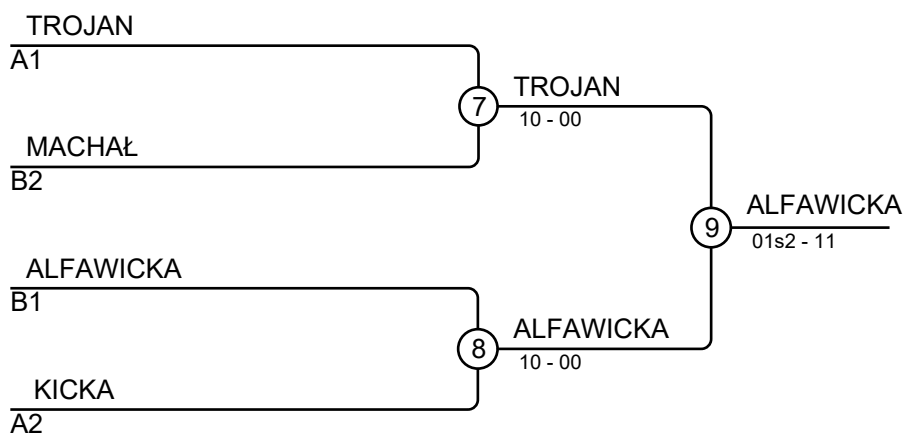 TROJAN
A1
7
TROJAN
10 - 00
MACHAŁ
B2
9
ALFAWICKA
01s2 - 11
ALFAWICKA
B1
8
ALFAWICKA
10 - 00
KICKA
A2